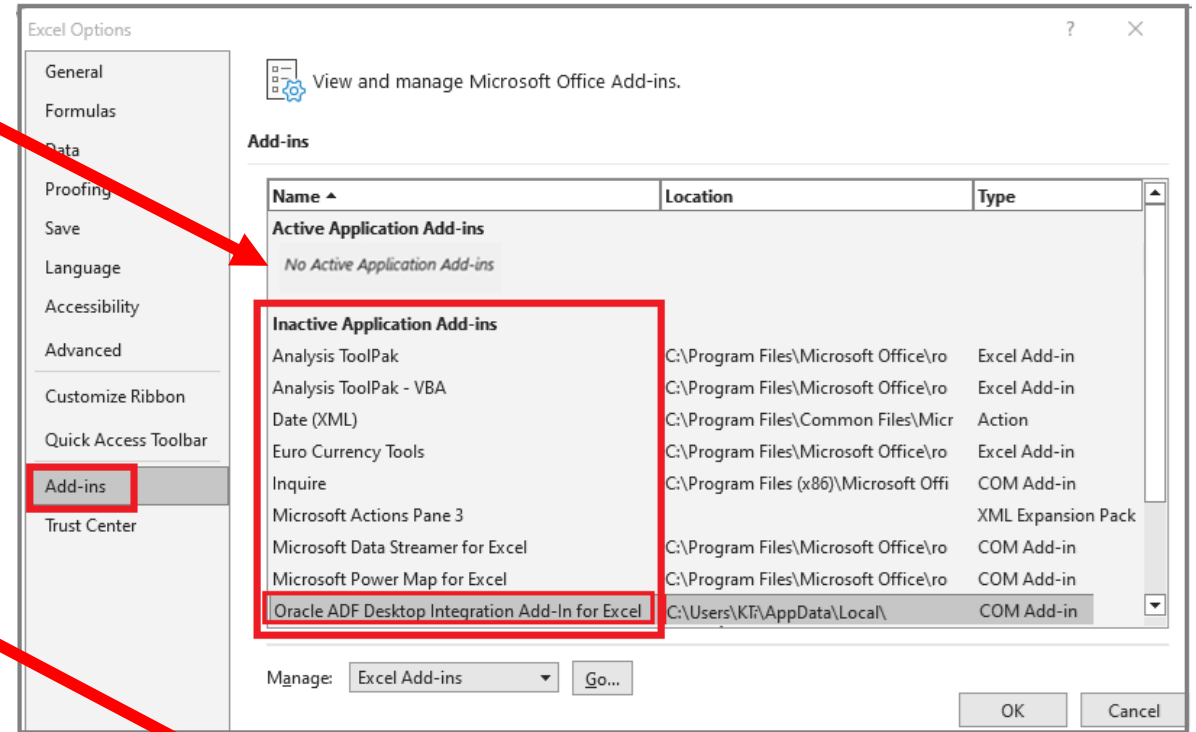 Excel Options ? ×
General
Formulas
Data
Proofing
Save
Language
Accessibility
Advanced
Customize Ribbon
Quick Access Toolbar
Add-ins
Trust Center
View and manage Microsoft Office Add-ins.
Add-ins
Name Location Type
Active Application Add-ins
No Active Application Add-ins
Inactive Application Add-ins
Analysis ToolPak C:\Program Files\Microsoft Office\ro Excel Add-in
Analysis ToolPak - VBA C:\Program Files\Microsoft Office\ro Excel Add-in
Date (XML) C:\Program Files\Common Files\Micr Action
Euro Currency Tools C:\Program Files\Microsoft Office\ro Excel Add-in
Inquire C:\Program Files (x86)\Microsoft Offi COM Add-in
Microsoft Actions Pane 3 XML Expansion Pack
Microsoft Data Streamer for Excel C:\Program Files\Microsoft Office\ro COM Add-in
Microsoft Power Map for Excel C:\Program Files\Microsoft Office\ro COM Add-in
Oracle ADF Desktop Integration Add-In for Excel COM Add-in
Manage: Excel Add-ins Go...
OK Cancel